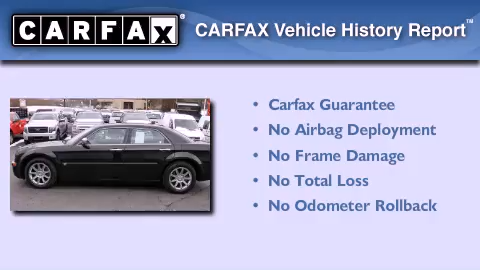 CARFAX® CARFAX Vehicle History Report™
• Carfax Guarantee
• No Airbag Deployment
• No Frame Damage
• No Total Loss
• No Odometer Rollback